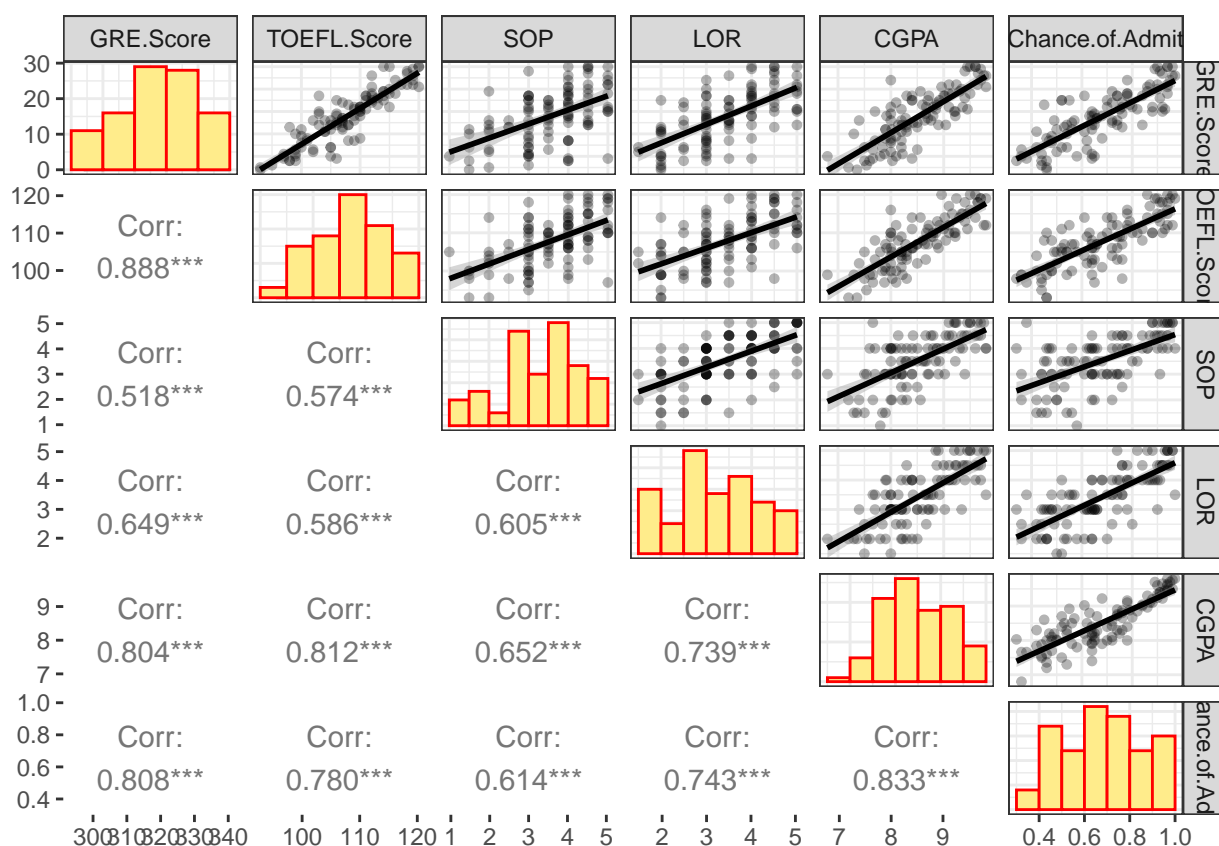 GRE.Score TOEFL.Score SOP LOR CGPA Chance.of.Admit
30
20
10
0
GRE.Score
120
110
100
Corr:
0.888***
OEFL.Scor
5
4
3
2
1
Corr: Corr:
0.518*** 0.574***
SOP
5
4
3
2
Corr: Corr: Corr:
0.649*** 0.586*** 0.605***
LOR
9
8
7
Corr: Corr: Corr: Corr:
0.804*** 0.812*** 0.652*** 0.739***
CGPA
1.0
0.8
0.6
0.4
Corr: Corr: Corr: Corr: Corr:
0.808*** 0.780*** 0.614*** 0.743*** 0.833***
ance.of.Ad
300 310 320 330 340 100 110 120 1 2 3 4 5 2 3 4 5 7 8 9 0.4 0.6 0.8 1.0